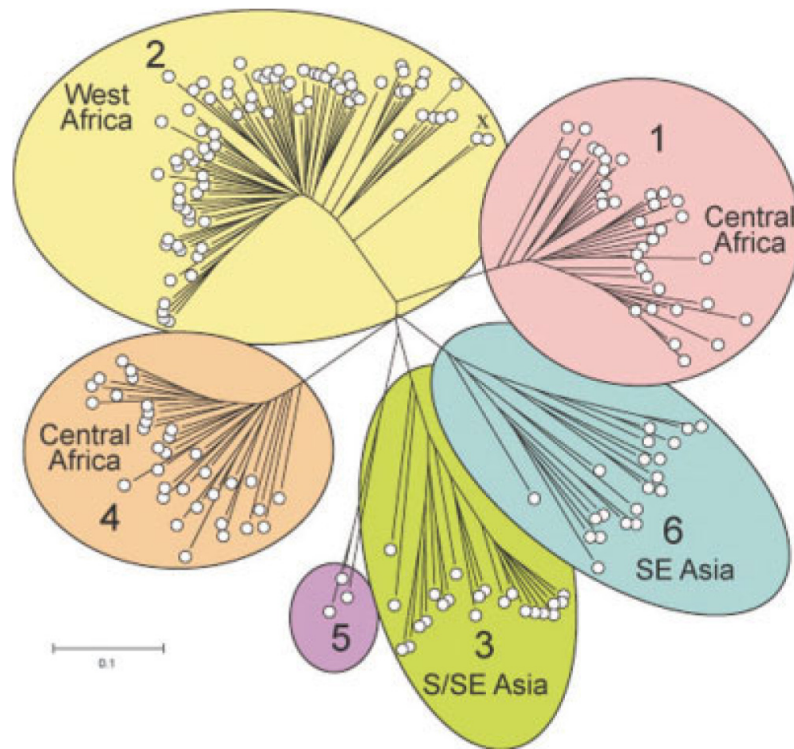 2
West
Africa
x
1
Central
Africa
Central
Africa
4
6
SE Asia
5
3
S/SE Asia
0.1